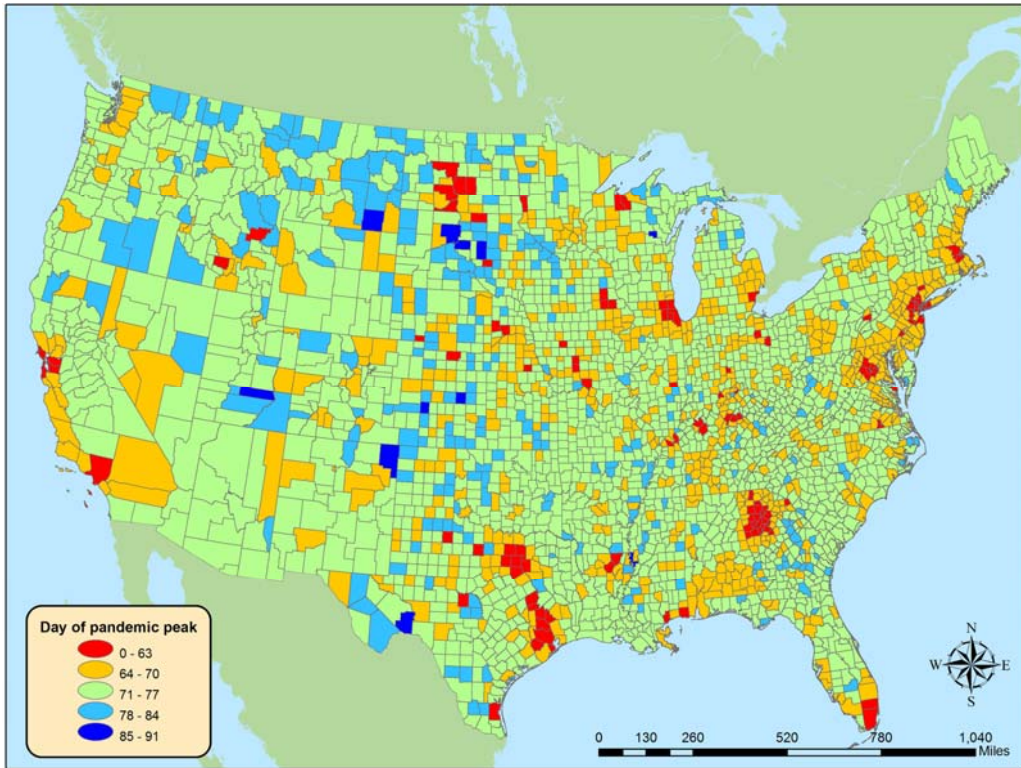 Day of pandemic peak
0 - 63
64 - 70
71 - 77
78 - 84
85 - 91
N
W E
S
0 130 260 520 780 1,040
Miles